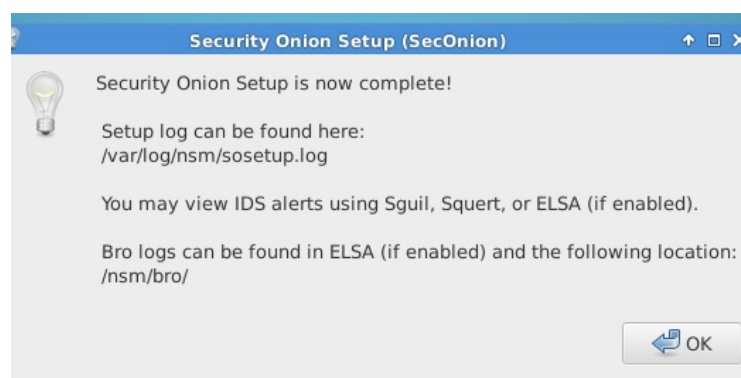 Security Onion Setup (SecOnion)
Security Onion Setup is now complete!
Setup log can be found here:
/var/log/nsm/sosetup.log
You may view IDS alerts using Sguil, Squert, or ELSA (if enabled).
Bro logs can be found in ELSA (if enabled) and the following location:
/nsm/bro/
OK